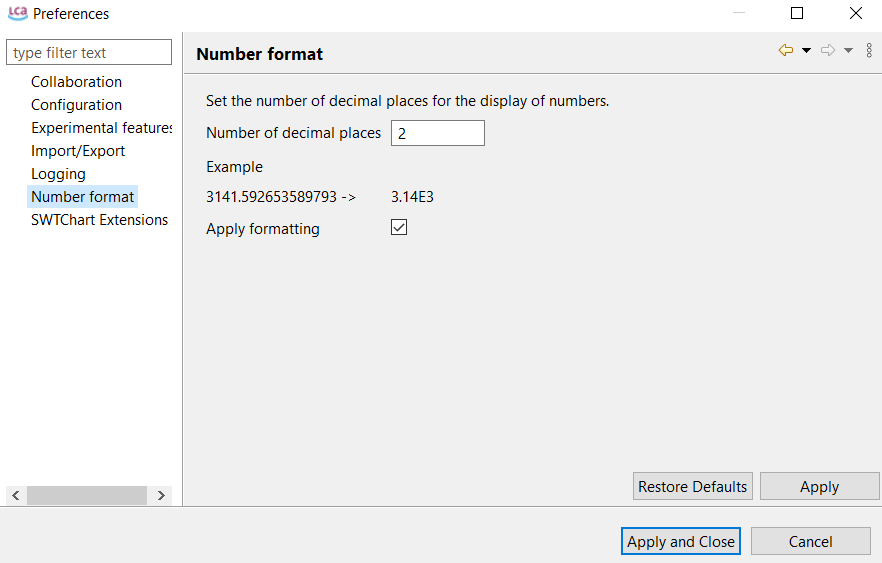 LCA Preferences
type filter text
Collaboration
Configuration
Experimental features
Import/Export
Logging
Number format
SWTChart Extensions
Number format
Set the number of decimal places for the display of numbers.
Number of decimal places 2
Example
3141.592653589793 -> 3.14E3
Apply formatting
Restore Defaults Apply
Apply and Close Cancel